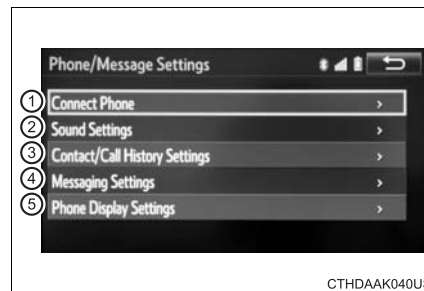 Phone/Message Settings
1 Connect Phone >
2 Sound Settings >
3 Contact/Call History Settings >
4 Messaging Settings >
5 Phone Display Settings >
CTHDAAK040U